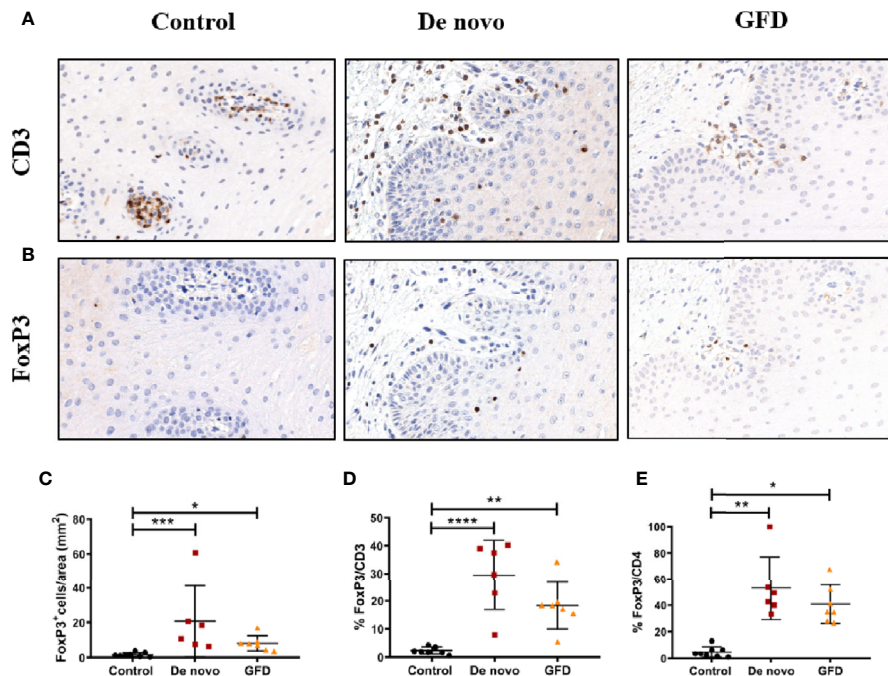 A
Control De novo GFD
CD3
B
FoxP3
C
FoxP3+ cells/area (mm2)
80
60
40
20
0
*
***
Control De novo GFD
D
% FoxP3/CD3
50
40
30
20
10
0
**
****
Control De novo GFD
E
% FoxP3/CD4
100
80
60
40
20
0
*
**
Control De novo GFD